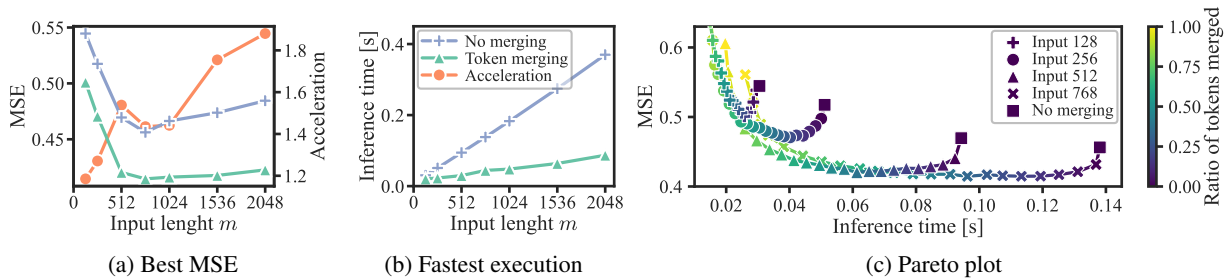 0.55
0.50
0.45
MSE
1.8
1.6
1.4
1.2
Acceleration
0 512 1024 1536 2048
Input lenght m
(a) Best MSE
0.4
0.2
0.0
Inference time [s]
No merging
Token merging
Acceleration
0 512 1024 1536 2048
Input lenght m
(b) Fastest execution
0.6
0.5
0.4
MSE
Input 128
Input 256
Input 512
Input 768
No merging
0.02 0.04 0.06 0.08 0.10 0.12 0.14
Inference time [s]
(c) Pareto plot
1.00
0.75
0.50
0.25
0.00
Ratio of tokens merged